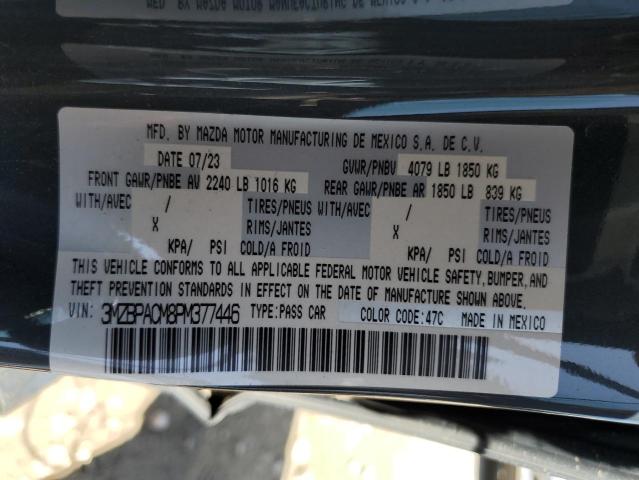 MFD. BY MAZDA MOTOR MANUFACTURING DE MEXICO S.A. DE C.V.
DATE 07/23 GVWR/PNBV 4079 LB 1850 KG
FRONT GAWR/PNBE AV 2240 LB 1016 KG REAR GAWR/PNBE AR 1850 LB 839 KG
WITH/AVEC / TIRES/PNEUS WITH/AVEC / TIRES/PNEUS
X RIMS/JANTES X RIMS/JANTES
KPA/ PSI COLD/A FROID KPA/ PSI COLD/A FROID
THIS VEHICLE CONFORMS TO ALL APPLICABLE FEDERAL MOTOR VEHICLE SAFETY, BUMPER, AND
THEFT PREVENTION STANDARDS IN EFFECT ON THE DATE OF MANUFACTURE SHOWN ABOVE.
VIN: 3MZBPACM8PM377446 TYPE:PASS CAR COLOR CODE:47C MADE IN MEXICO